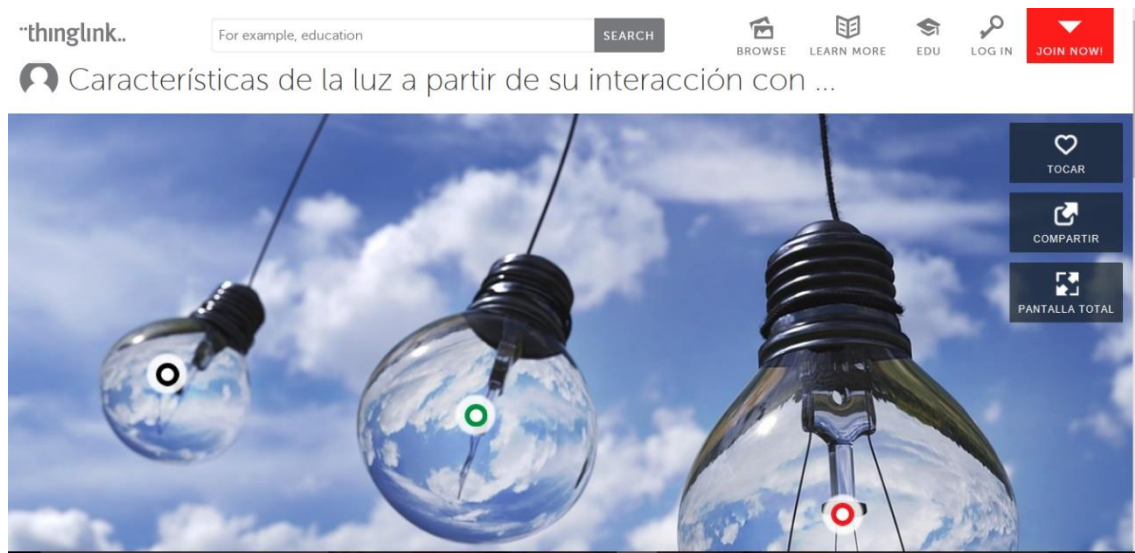 thinglink..
For example, education
SEARCH
BROWSE
LEARN MORE
EDU
LOG IN
JOIN NOW!
Características de la luz a partir de su interacción con ...
TOCAR
COMPARTIR
PANTALLA TOTAL